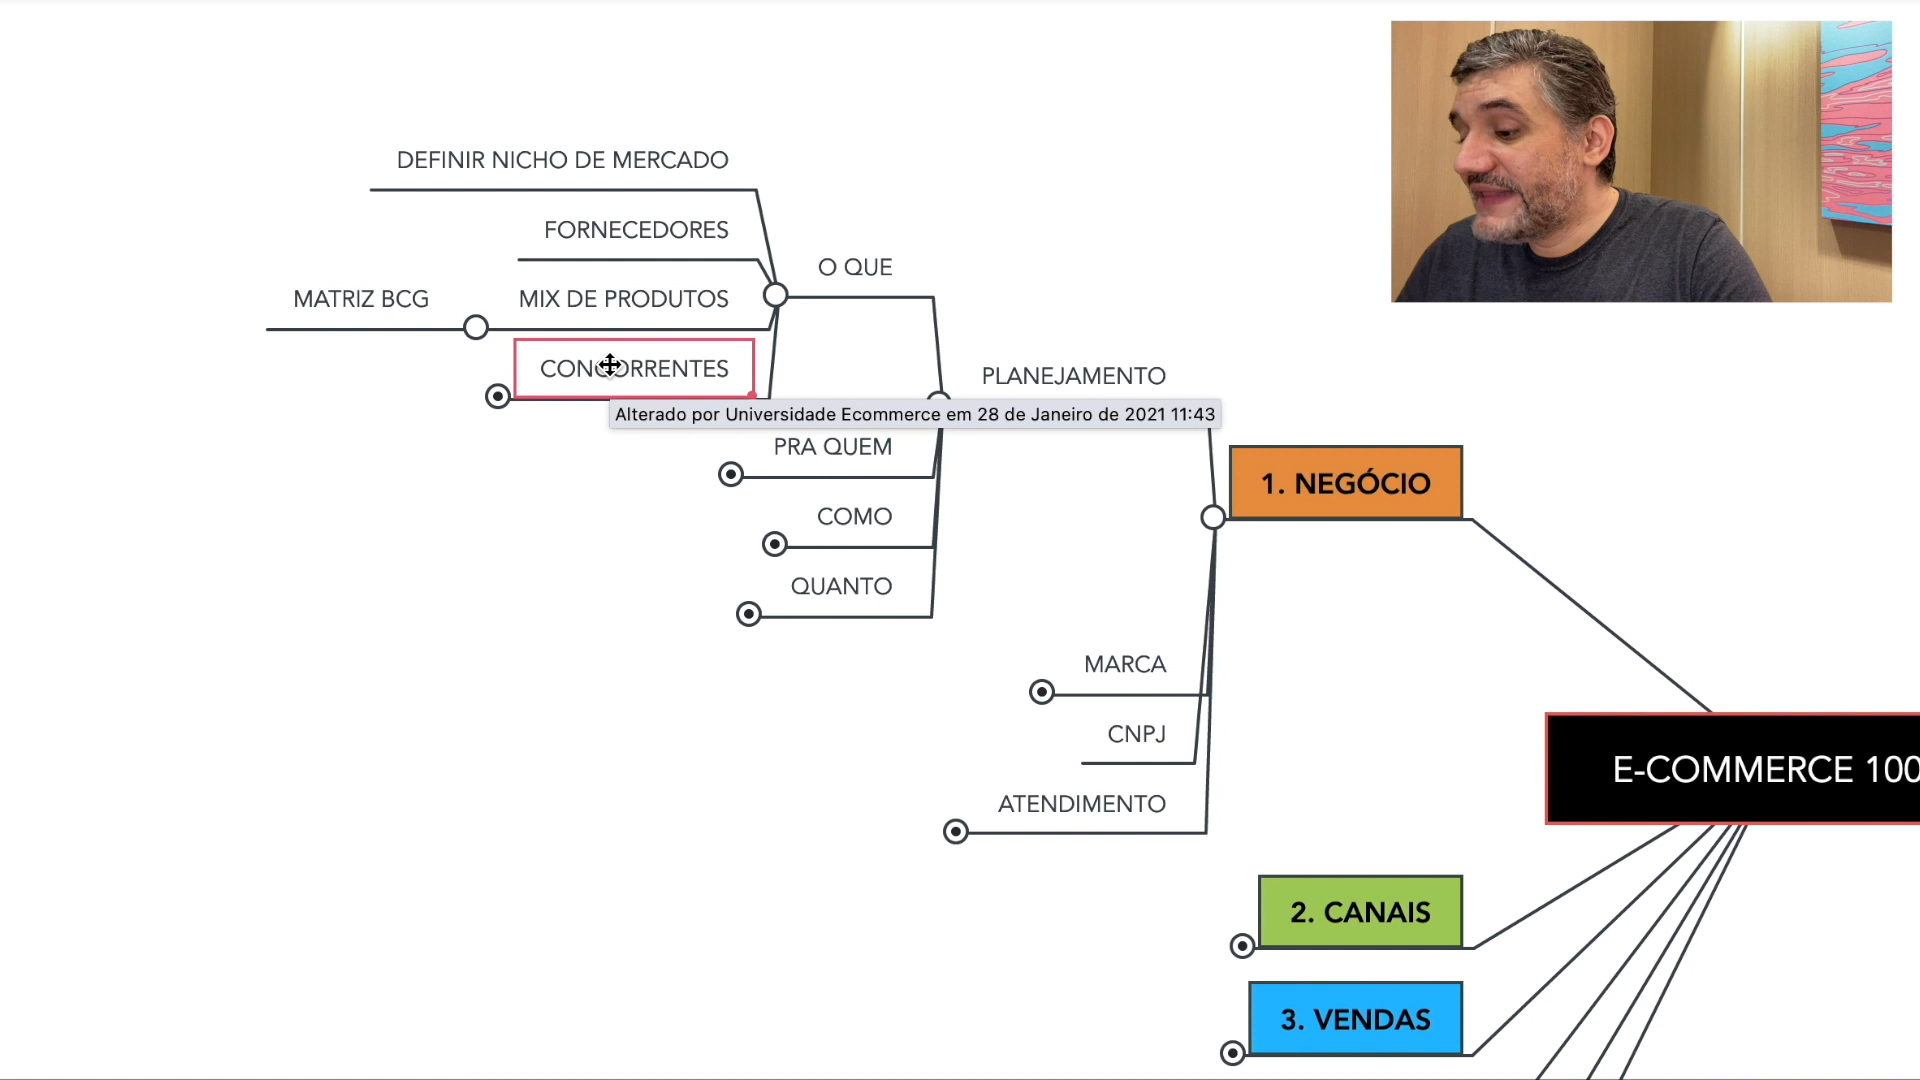 DEFINIR NICHO DE MERCADO
FORNECEDORES
O QUE
MATRIZ BCG
MIX DE PRODUTOS
CONCORRENTES
PLANEJAMENTO
Alterado por Universidade Ecommerce em 28 de Janeiro de 2021 11:43
PRA QUEM
1. NEGÓCIO
COMO
QUANTO
MARCA
CNPJ
E-COMMERCE 100
ATENDIMENTO
2. CANAIS
3. VENDAS